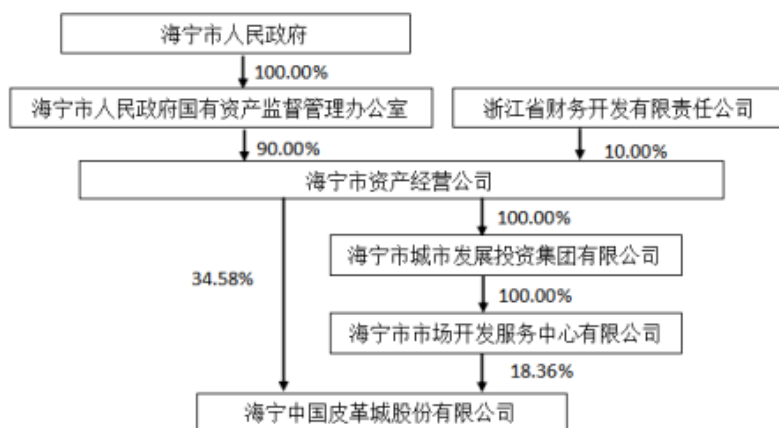 海宁市人民政府
100.00%
海宁市人民政府国有资产监督管理办公室
浙江省财务开发有限责任公司
90.00%
10.00%
海宁市资产经营公司
100.00%
海宁市城市发展投资集团有限公司
34.58%
100.00%
海宁市市场开发服务中心有限公司
18.36%
海宁中国皮革城股份有限公司